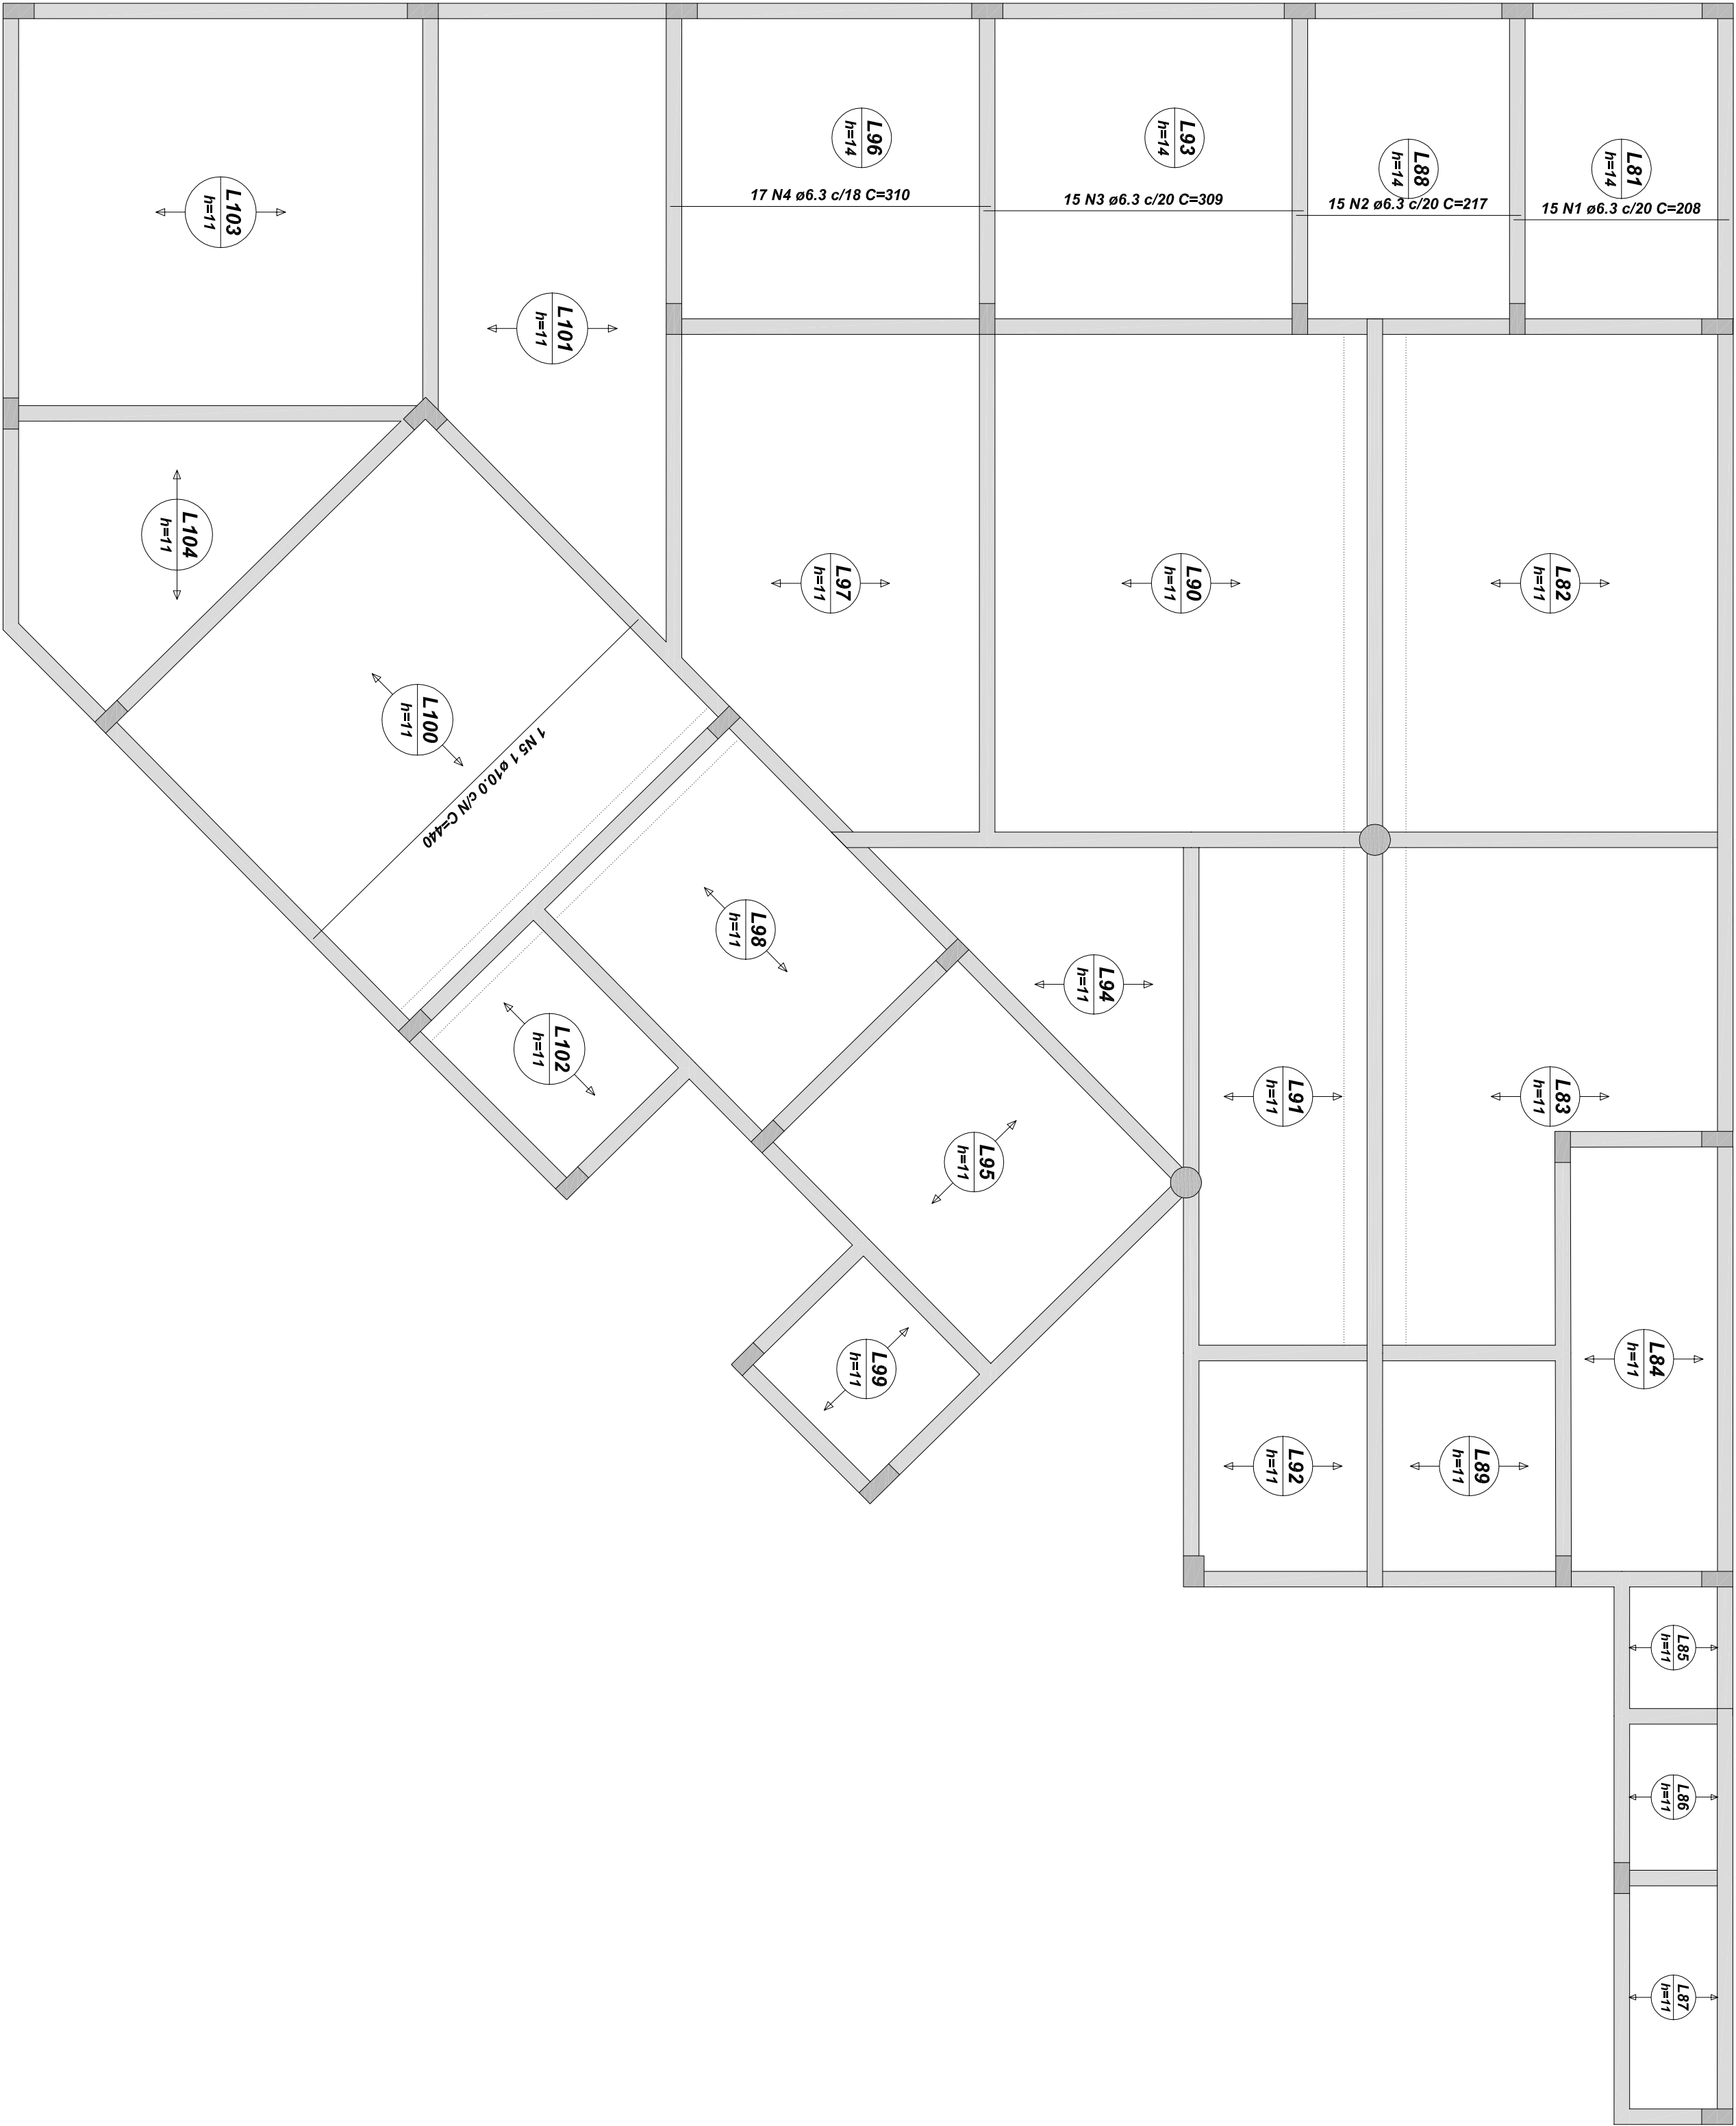 L96
h=14
L93
h=14
L88
h=14
L81
h=14
17 N4 ø6.3 c/18 C=310
15 N3 ø6.3 c/20 C=309
15 N2 ø6.3 c/20 C=217
15 N1 ø6.3 c/20 C=208
L103
h=11
L101
h=11
L104
h=11
L97
h=11
L90
h=11
L82
h=11
L100
h=11
1 N5 1 ø10.0 c/N C=440
L98
h=11
L94
h=11
L102
h=11
L91
h=11
L83
h=11
L95
h=11
L99
h=11
L84
h=11
L92
h=11
L89
h=11
L85
h=11
L86
h=11
L87
h=11